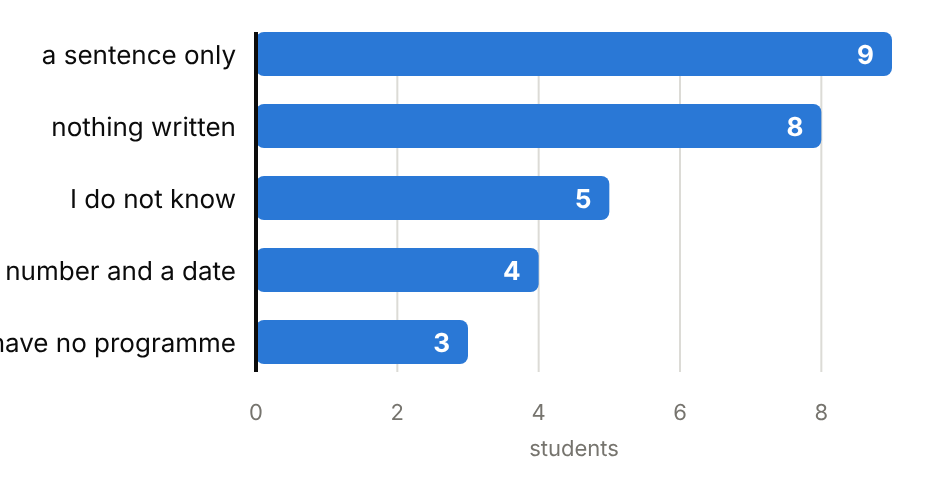 a sentence only
9
nothing written
8
I do not know
5
number and a date
4
have no programme
3
0 2 4 6 8
students